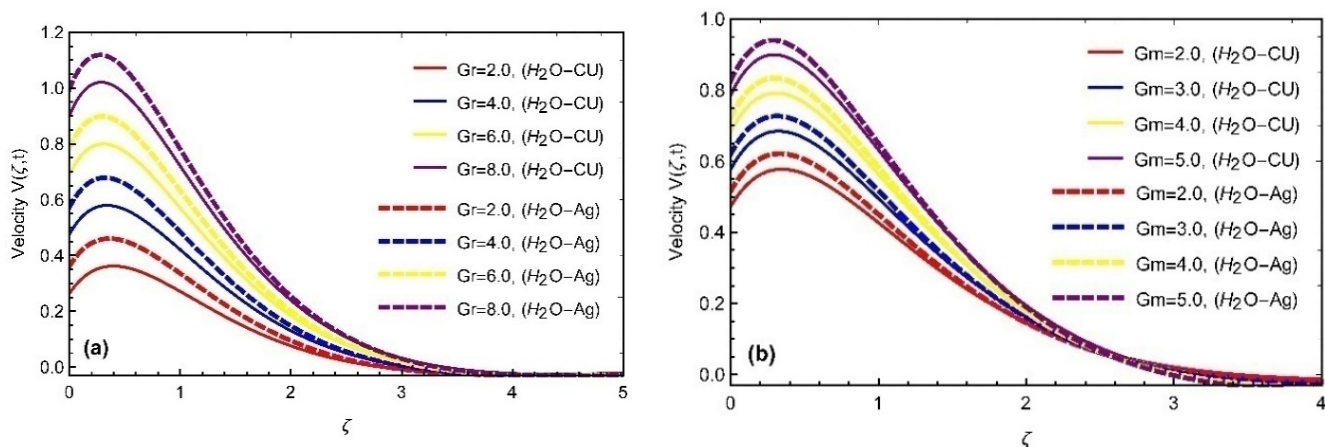 1.2
1.0
0.8
0.6
0.4
0.2
0.0
Velocity V(ζ,t)
Gr=2.0, (H₂O–CU)
Gr=4.0, (H₂O–CU)
Gr=6.0, (H₂O–CU)
Gr=8.0, (H₂O–CU)
Gr=2.0, (H₂O–Ag)
Gr=4.0, (H₂O–Ag)
Gr=6.0, (H₂O–Ag)
Gr=8.0, (H₂O–Ag)
(a)
0 1 2 3 4 5
ζ
1.0
0.8
0.6
0.4
0.2
0.0
Velocity V(ζ,t)
Gm=2.0, (H₂O–CU)
Gm=3.0, (H₂O–CU)
Gm=4.0, (H₂O–CU)
Gm=5.0, (H₂O–CU)
Gm=2.0, (H₂O–Ag)
Gm=3.0, (H₂O–Ag)
Gm=4.0, (H₂O–Ag)
Gm=5.0, (H₂O–Ag)
(b)
0 1 2 3 4
ζ